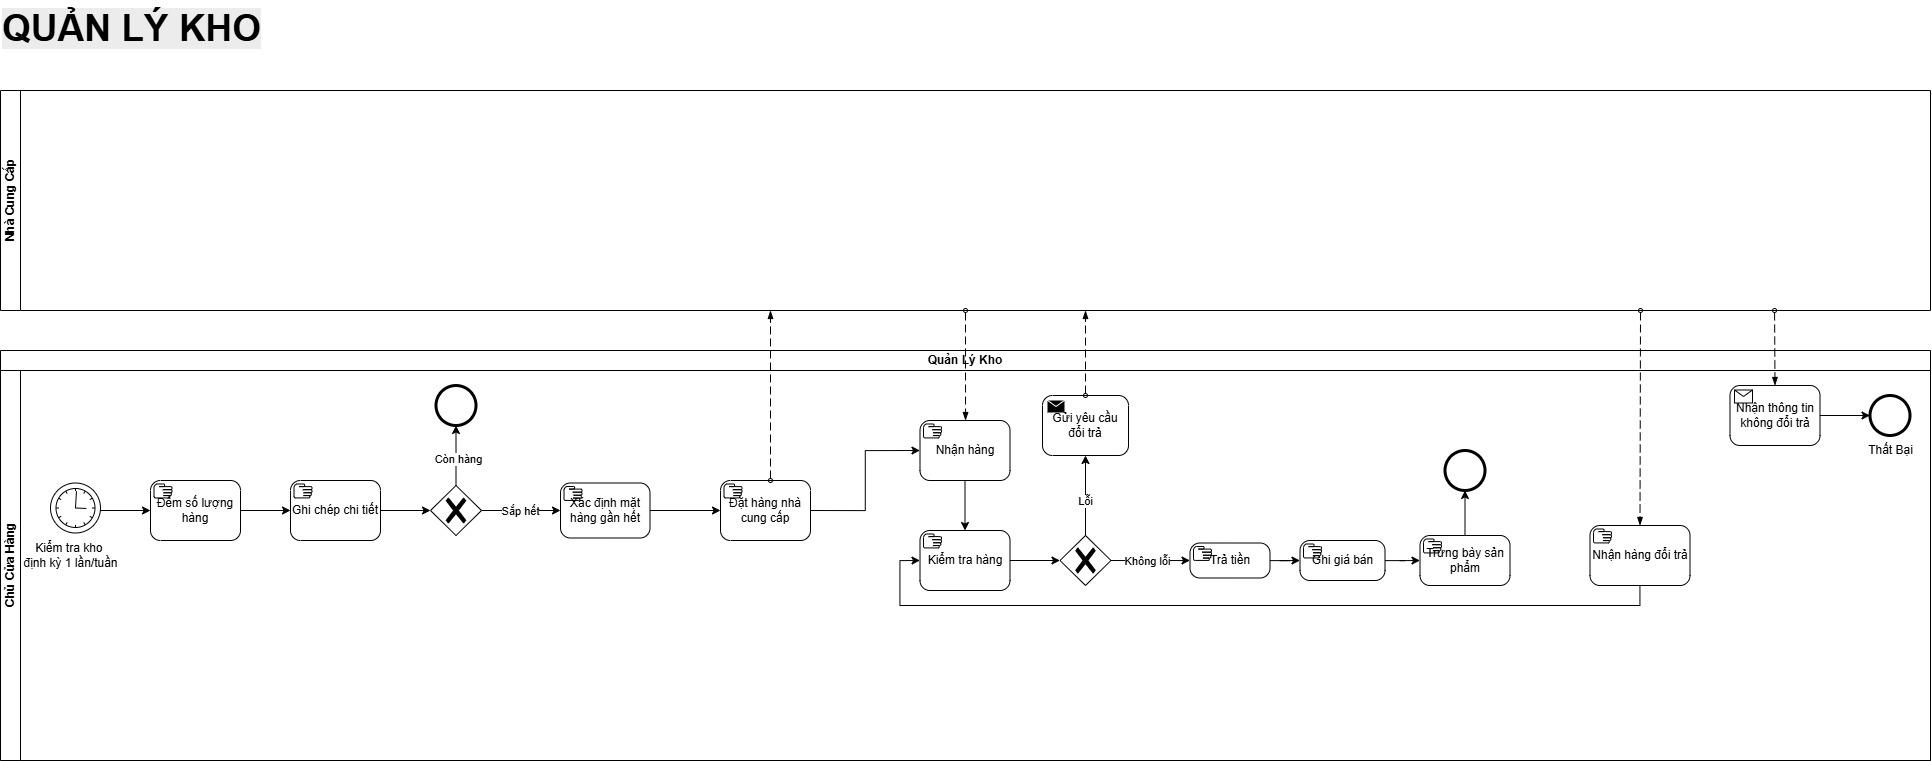 QUẢN LÝ KHO
Nhà Cung Cấp
Quản Lý Kho
Chủ Cửa Hàng
Kiểm tra kho
định kỳ 1 lần/tuần
Đếm số lượng
hàng
Ghi chép chi tiết
Còn hàng
Sắp hết
Xác định mặt
hàng gần hết
Đặt hàng nhà
cung cấp
Nhận hàng
Kiểm tra hàng
Gửi yêu cầu
đổi trả
Lỗi
Không lỗi
Trả tiền
Ghi giá bán
Trưng bày sản
phẩm
Nhận hàng đổi trả
Nhận thông tin
không đổi trả
Thất Bại